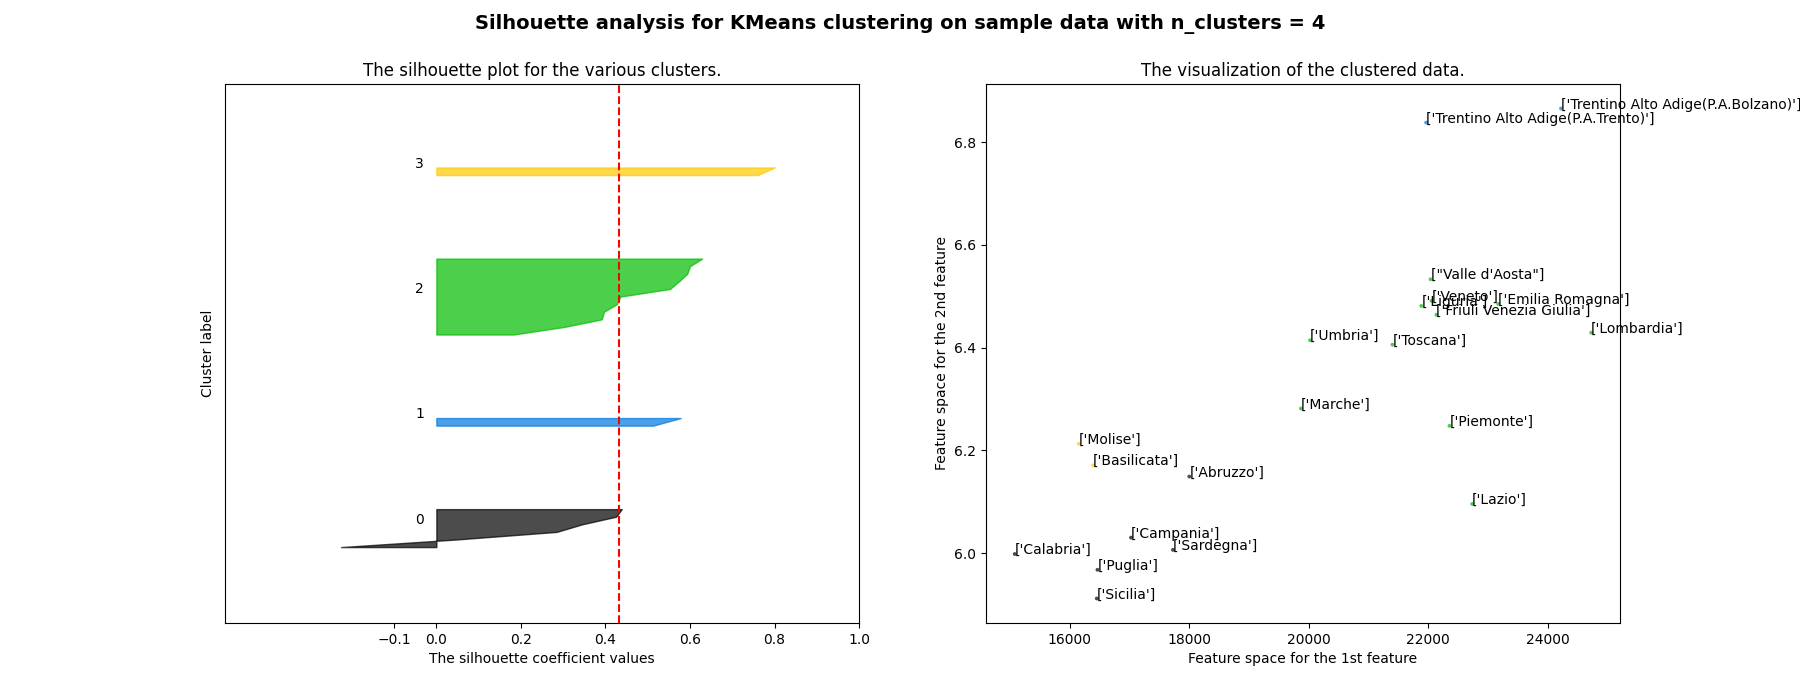 Silhouette analysis for KMeans clustering on sample data with n_clusters = 4
The silhouette plot for the various clusters.
3
2
1
0
Cluster label
−0.1 0.0 0.2 0.4 0.6 0.8 1.0
The silhouette coefficient values
The visualization of the clustered data.
6.8
6.6
6.4
6.2
6.0
Feature space for the 2nd feature
['Trentino Alto Adige(P.A.Bolzano)']
['Trentino Alto Adige(P.A.Trento)']
["Valle d'Aosta"]
['Veneto']
['Emilia Romagna']
['Liguria']
['Friuli Venezia Giulia']
['Lombardia']
['Umbria']
['Toscana']
['Marche']
['Piemonte']
['Molise']
['Basilicata']
['Abruzzo']
['Lazio']
['Campania']
['Sardegna']
['Calabria']
['Puglia']
['Sicilia']
16000 18000 20000 22000 24000
Feature space for the 1st feature